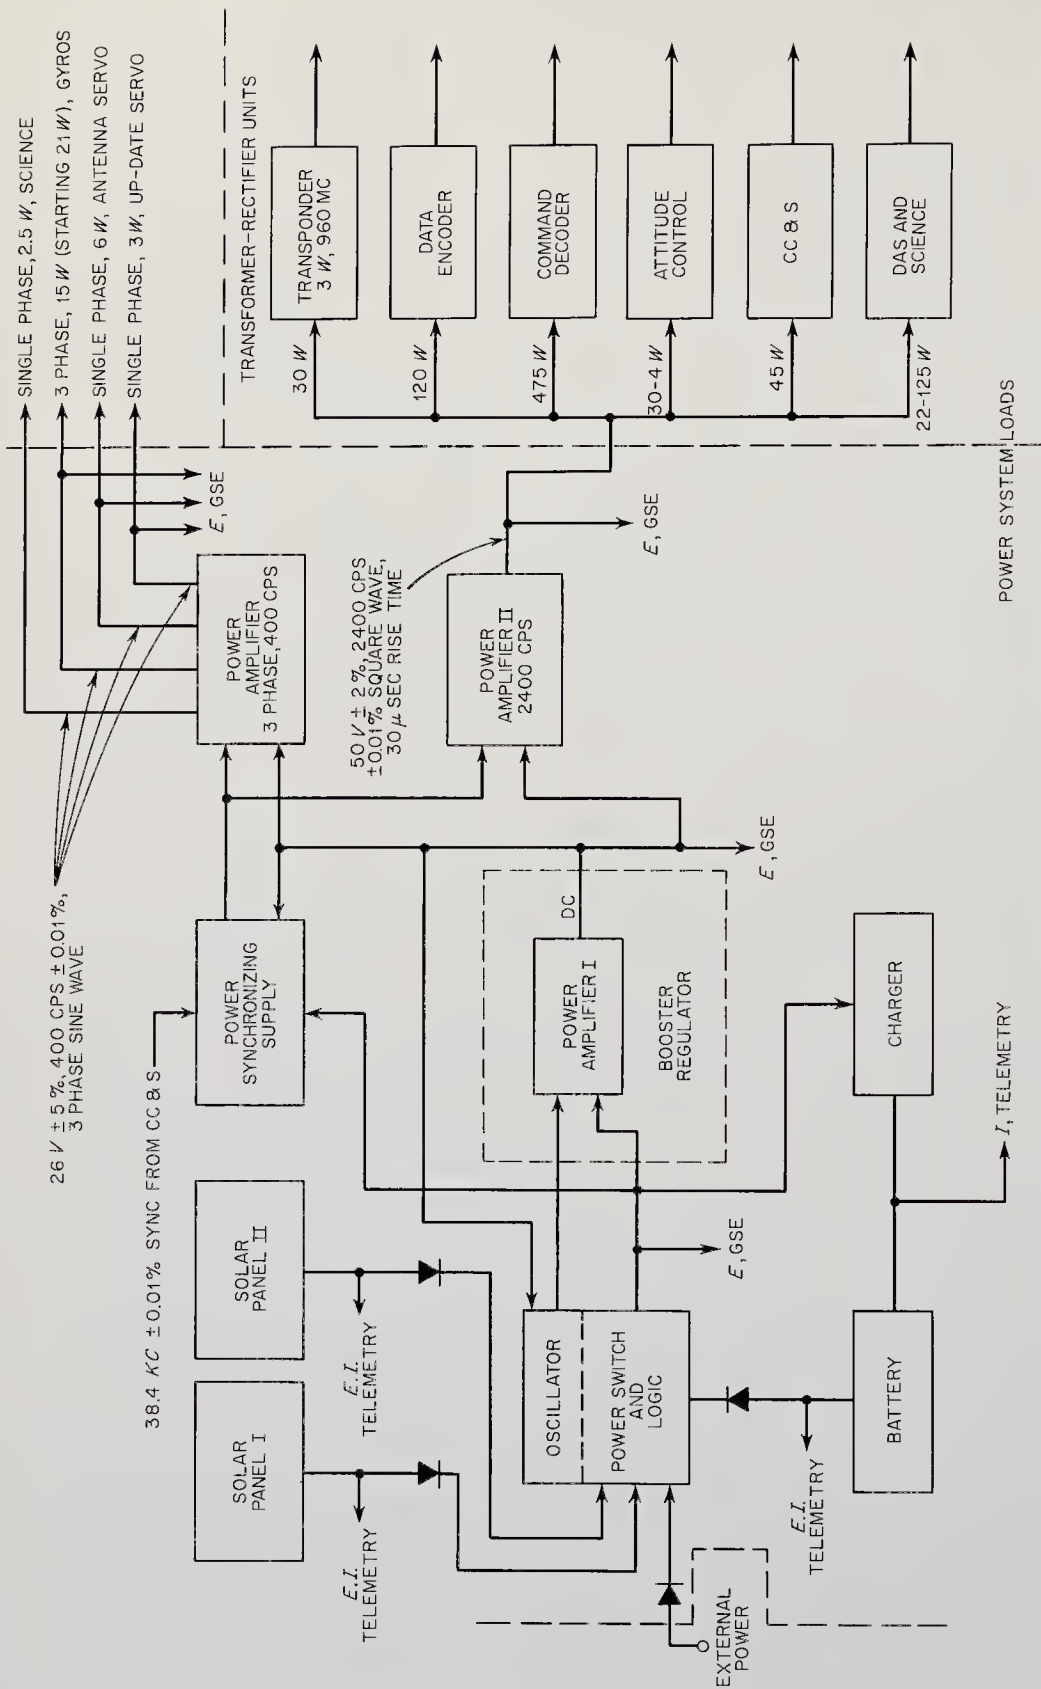 SINGLE PHASE, 2.5 W, SCIENCE
3 PHASE, 15 W (STARTING 21 W), GYROS
SINGLE PHASE, 6 W, ANTENNA SERVO
SINGLE PHASE, 3 W, UP-DATE SERVO
26 V ± 5%, 400 CPS ± 0.01%,
3 PHASE SINE WAVE
38.4 KC ± 0.01% SYNC FROM CC & S
SOLAR
PANEL I
SOLAR
PANEL II
POWER
SYNCHRONIZING
SUPPLY
POWER
AMPLIFIER
3 PHASE, 400 CPS
E, GSE
TRANSFORMER-RECTIFIER UNITS
E.I.
TELEMETRY
E.I.
TELEMETRY
50 V ± 2%, 2400 CPS
±0.01% SQUARE WAVE,
30 μ SEC RISE TIME
30 W
TRANSPONDER
3 W, 960 MC
120 W
DATA
ENCODER
475 W
COMMAND
DECODER
30-4 W
ATTITUDE
CONTROL
45 W
CC & S
22-125 W
DAS AND
SCIENCE
OSCILLATOR
POWER SWITCH
AND
LOGIC
DC
POWER
AMPLIFIER I
BOOSTER
REGULATOR
POWER
AMPLIFIER II
2400 CPS
E, GSE
E, GSE
E, GSE
EXTERNAL
POWER
E.I.
TELEMETRY
BATTERY
CHARGER
I, TELEMETRY
POWER SYSTEM LOADS